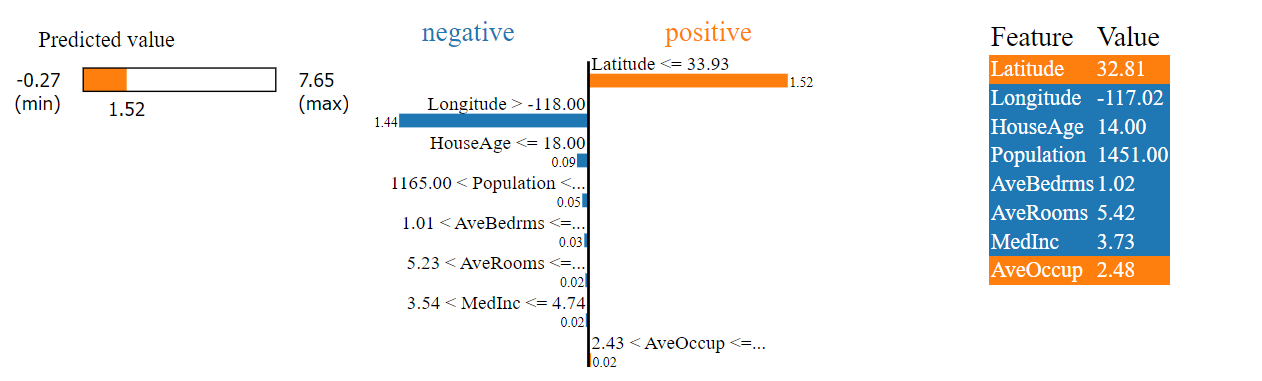 Predicted value
-0.27
(min)
7.65
(max)
1.52
negative
positive
Latitude <= 33.93
1.52
Longitude > -118.00
1.44
HouseAge <= 18.00
0.09
1165.00 < Population <...
0.05
1.01 < AveBedrms <=...
0.03
5.23 < AveRooms <=...
0.02
3.54 < MedInc <= 4.74
0.02
2.43 < AveOccup <=...
0.02
Feature Value
Latitude 32.81
Longitude -117.02
HouseAge 14.00
Population 1451.00
AveBedrms 1.02
AveRooms 5.42
MedInc 3.73
AveOccup 2.48